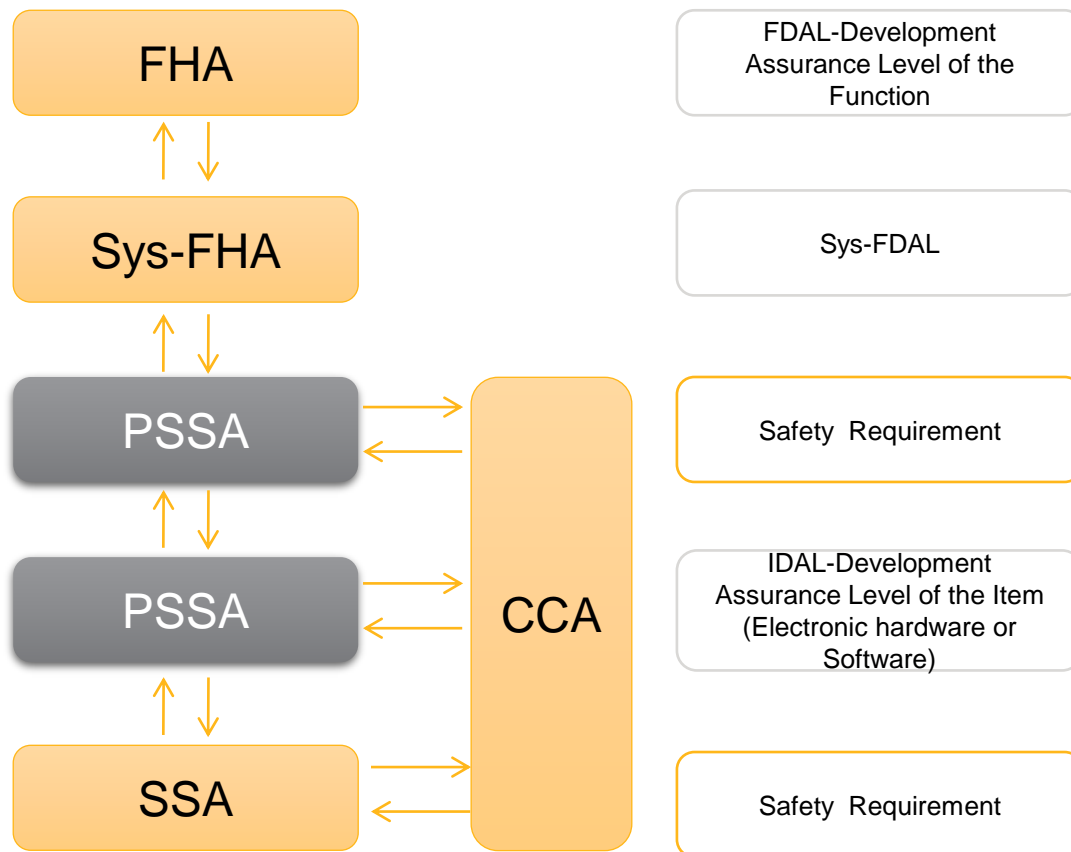 FHA
FDAL-Development
Assurance Level of the
Function
Sys-FHA
Sys-FDAL
PSSA
Safety Requirement
PSSA
CCA
IDAL-Development
Assurance Level of the Item
(Electronic hardware or
Software)
SSA
Safety Requirement